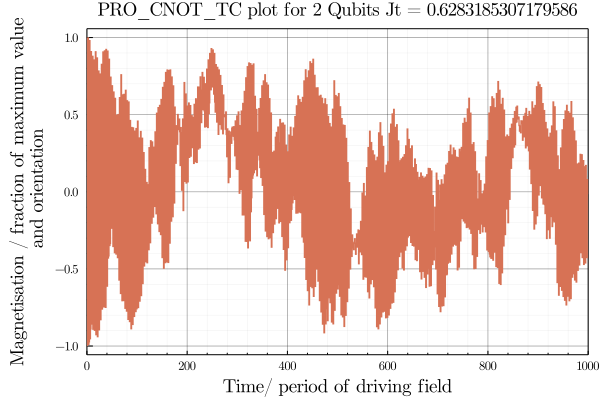 PRO_CNOT_TC plot for 2 Qubits Jt = 0.6283185307179586
Magnetisation / fraction of maximum value
and orientation
1.0
0.5
0.0
−0.5
−1.0
0 200 400 600 800 1000
Time/ period of driving field